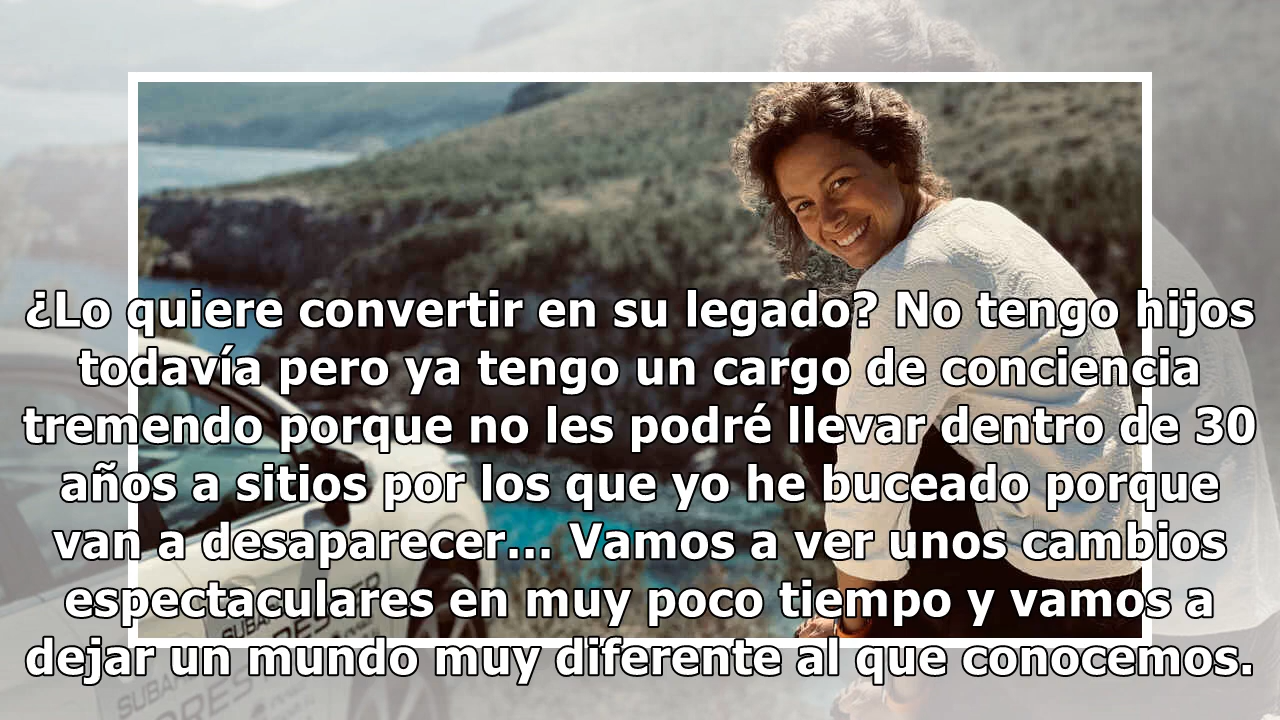 ¿Lo quiere convertir en su legado? No tengo hijos
todavía pero ya tengo un cargo de conciencia
tremendo porque no les podré llevar dentro de 30
años a sitios por los que yo he buceado porque
van a desaparecer... Vamos a ver unos cambios
espectaculares en muy poco tiempo y vamos a
dejar un mundo muy diferente al que conocemos.